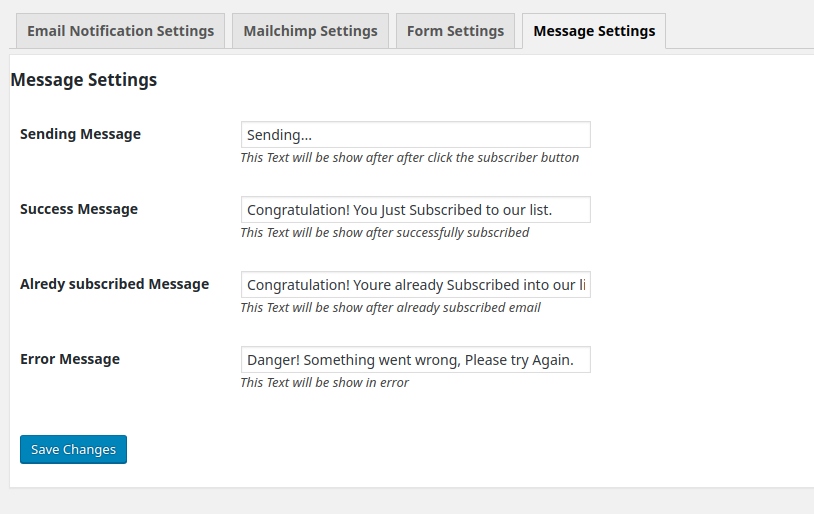 Email Notification Settings Mailchimp Settings Form Settings Message Settings
Message Settings
Sending Message Sending...
This Text will be show after after click the subscriber button
Success Message Congratulation! You Just Subscribed to our list.
This Text will be show after successfully subscribed
Alredy subscribed Message Congratulation! Youre already Subscribed into our li
This Text will be show after already subscribed email
Error Message Danger! Something went wrong, Please try Again.
This Text will be show in error
Save Changes